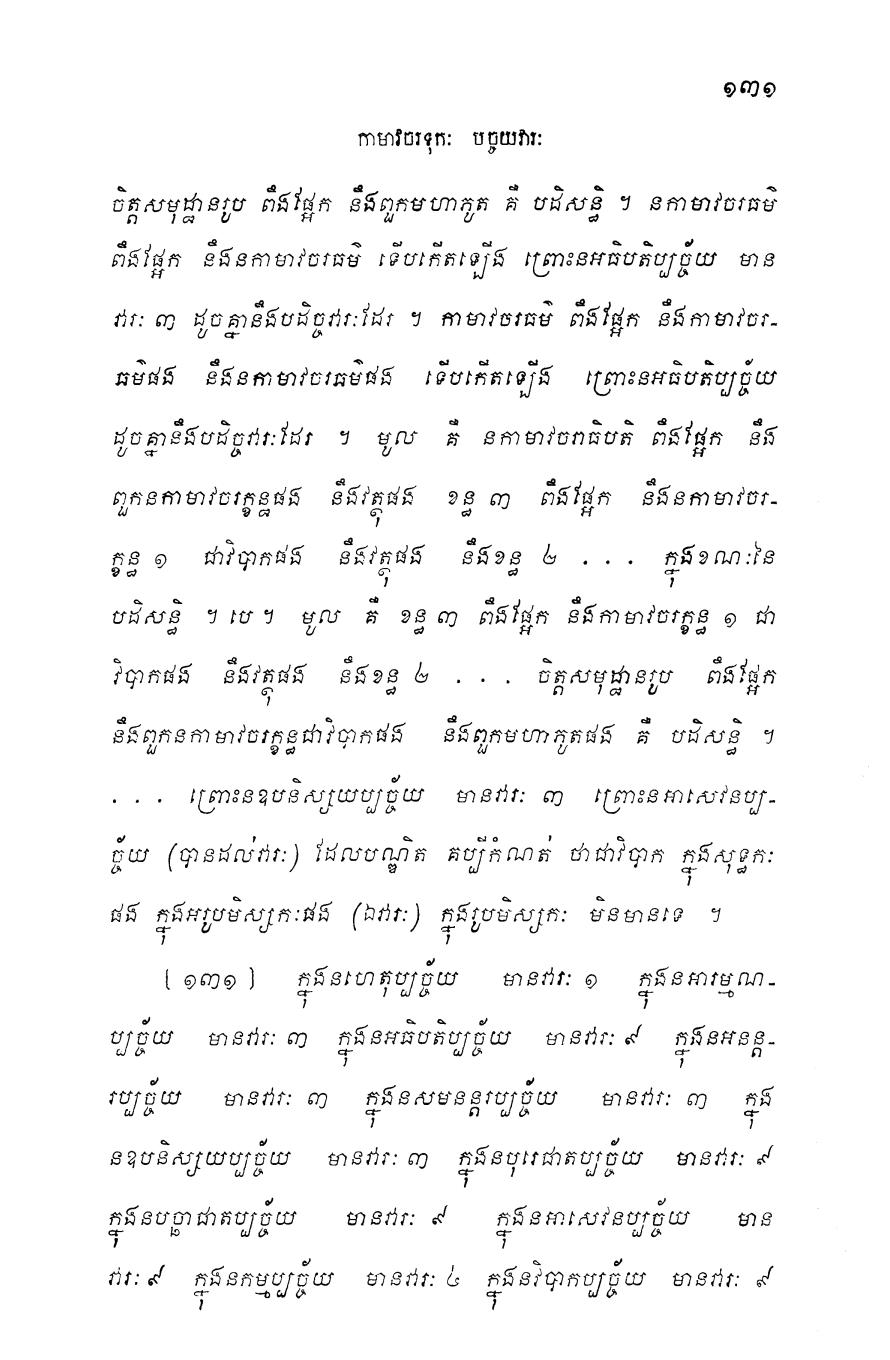 ១៣១
កាមាវចរទុកៈ បច្ចយវារៈ
ចិត្តសមុដ្ឋានរូប ពឹងផ្អែក នឹងពួកមហាភូត គឺ បដិសន្ធិ ។ នកាមាវចរធម៌
ពឹងផ្អែក នឹងនកាមាវចរធម៌ ទើបកើតឡើង ព្រោះនអធិបតិប្បច្ច័យ មាន
វារៈ ៣ ដូចគ្នានឹងបដិច្ចវារៈដែរ ។ កាមាវចរធម៌ ពឹងផ្អែក នឹងកាមាវចរ-
ធម៌ផង នឹងនកាមាវចរធម៌ផង ទើបកើតឡើង ព្រោះនអធិបតិប្បច្ច័យ
ដូចគ្នានឹងបដិច្ចវារៈដែរ ។ មូល គឺ នកាមាវចរាធិបតិ ពឹងផ្អែក នឹង
ពួកនកាមាវចរក្ខន្ធផង នឹងវត្ថុផង ខន្ធ ៣ ពឹងផ្អែក នឹងនកាមាវចរ-
ក្ខន្ធ ១ ជាវិបាកផង នឹងវត្ថុផង នឹងខន្ធ ២ . . . ក្នុងខណៈនៃ
បដិសន្ធិ ។ បេ ។ មូល គឺ ខន្ធ ៣ ពឹងផ្អែក នឹងកាមាវចរក្ខន្ធ ១ ជា
វិបាកផង នឹងវត្ថុផង នឹងខន្ធ ២ . . . ចិត្តសមុដ្ឋានរូប ពឹងផ្អែក
នឹងពួកនកាមាវចរក្ខន្ធជាវិបាកផង នឹងពួកមហាភូតផង គឺ បដិសន្ធិ ។
. . . ព្រោះនឧបនិស្សយប្បច្ច័យ មានវារៈ ៣ ព្រោះនអាសេវនប្ប-
ច្ច័យ (បានដល់វារៈ) ដែលបណ្ឌិត គប្បីកំណត់ ថាជាវិបាក ក្នុងសុទ្ធកៈ
ផង ក្នុងអរូបមិស្សកៈផង (ឯវារៈ) ក្នុងរូបមិស្សកៈ មិនមានទេ ។
[១៣១] ក្នុងនហេតុប្បច្ច័យ មានវារៈ ១ ក្នុងនអារម្មណ-
ប្បច្ច័យ មានវារៈ ៣ ក្នុងនអធិបតិប្បច្ច័យ មានវារៈ ៩ ក្នុងនអនន្ត-
រប្បច្ច័យ មានវារៈ ៣ ក្នុងនសមនន្តរប្បច្ច័យ មានវារៈ ៣ ក្នុង
នឧបនិស្សយប្បច្ច័យ មានវារៈ ៣ ក្នុងនបុរេជាតប្បច្ច័យ មានវារៈ ៩
ក្នុងនបច្ឆាជាតប្បច្ច័យ មានវារៈ ៩ ក្នុងនអាសេវនប្បច្ច័យ មាន
វារៈ ៩ ក្នុងនកម្មប្បច្ច័យ មានវារៈ ៤ ក្នុងនវិបាកប្បច្ច័យ មានវារៈ ៩